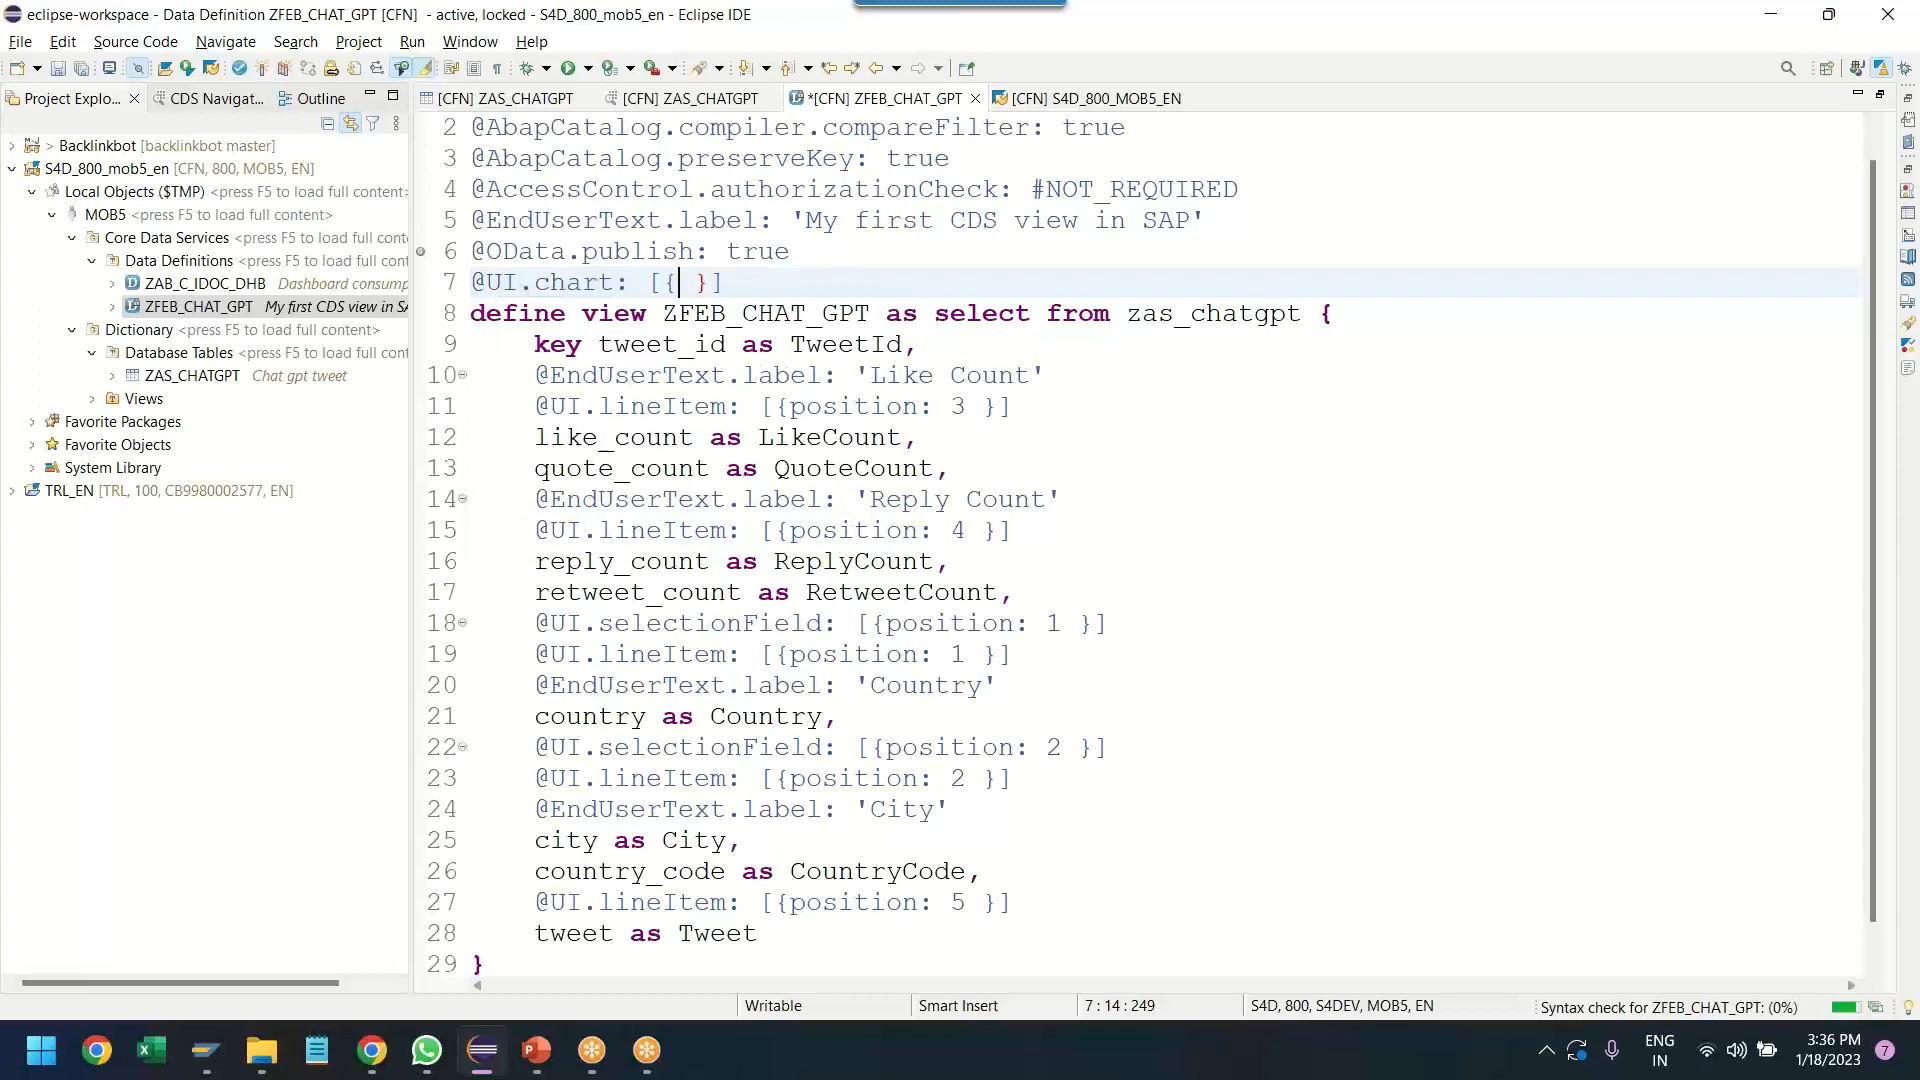 eclipse-workspace - Data Definition ZFEB_CHAT_GPT [CFN] - active, locked - S4D_800_mob5_en - Eclipse IDE
File Edit Source Code Navigate Search Project Run Window Help
Project Explo... CDS Navigat... Outline
[CFN] ZAS_CHATGPT [CFN] ZAS_CHATGPT *[CFN] ZFEB_CHAT_GPT [CFN] S4D_800_MOB5_EN
> Backlinkbot [backlinkbot master]
S4D_800_mob5_en [CFN, 800, MOB5, EN]
Local Objects ($TMP) <press F5 to load full content>
MOB5 <press F5 to load full content>
Core Data Services <press F5 to load full cont
Data Definitions <press F5 to load full con
ZAB_C_IDOC_DHB Dashboard consump
ZFEB_CHAT_GPT My first CDS view in SA
Dictionary <press F5 to load full content>
Database Tables <press F5 to load full cont
ZAS_CHATGPT Chat gpt tweet
Views
Favorite Packages
Favorite Objects
System Library
TRL_EN [TRL, 100, CB9980002577, EN]
2 @AbapCatalog.compiler.compareFilter: true
3 @AbapCatalog.preserveKey: true
4 @AccessControl.authorizationCheck: #NOT_REQUIRED
5 @EndUserText.label: 'My first CDS view in SAP'
6 @OData.publish: true
7 @UI.chart: [{ }]
8 define view ZFEB_CHAT_GPT as select from zas_chatgpt {
9 key tweet_id as TweetId,
10 @EndUserText.label: 'Like Count'
11 @UI.lineItem: [{position: 3 }]
12 like_count as LikeCount,
13 quote_count as QuoteCount,
14 @EndUserText.label: 'Reply Count'
15 @UI.lineItem: [{position: 4 }]
16 reply_count as ReplyCount,
17 retweet_count as RetweetCount,
18 @UI.selectionField: [{position: 1 }]
19 @UI.lineItem: [{position: 1 }]
20 @EndUserText.label: 'Country'
21 country as Country,
22 @UI.selectionField: [{position: 2 }]
23 @UI.lineItem: [{position: 2 }]
24 @EndUserText.label: 'City'
25 city as City,
26 country_code as CountryCode,
27 @UI.lineItem: [{position: 5 }]
28 tweet as Tweet
29 }
Writable Smart Insert 7 : 14 : 249 S4D, 800, S4DEV, MOB5, EN Syntax check for ZFEB_CHAT_GPT: (0%)
ENG
IN
3:36 PM
1/18/2023
7